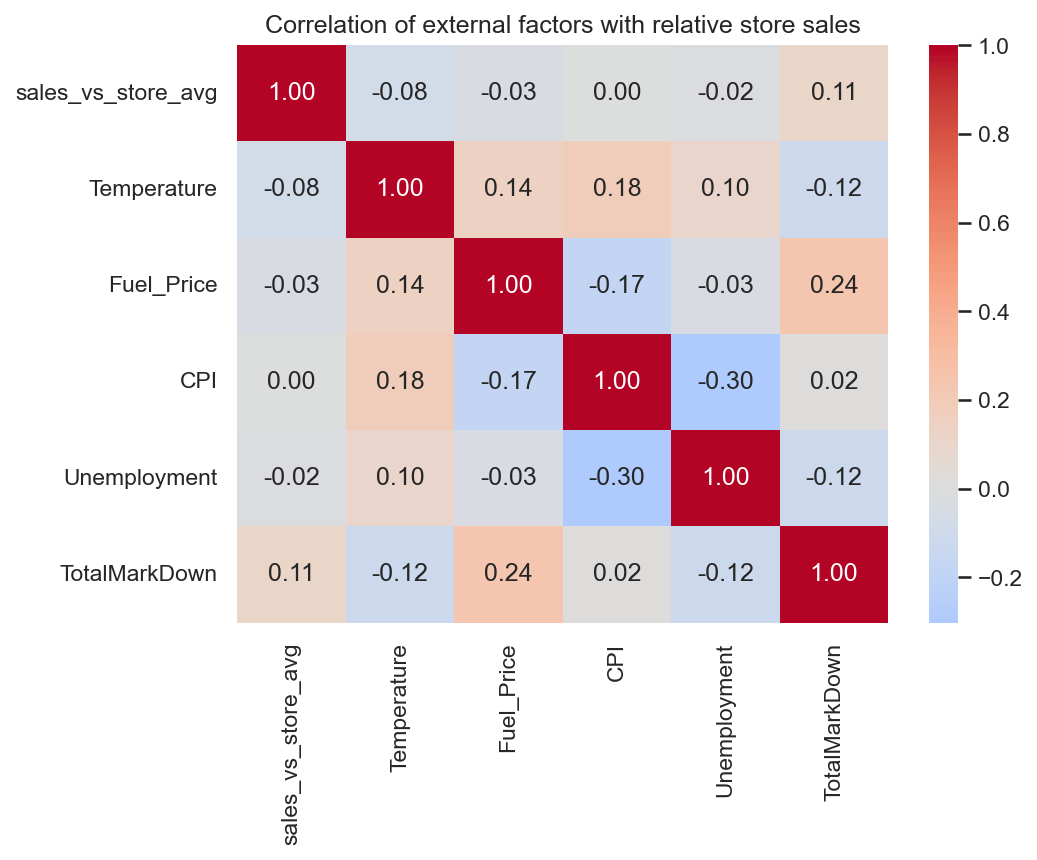 Correlation of external factors with relative store sales
sales_vs_store_avg 1.00 -0.08 -0.03 0.00 -0.02 0.11
Temperature -0.08 1.00 0.14 0.18 0.10 -0.12
Fuel_Price -0.03 0.14 1.00 -0.17 -0.03 0.24
CPI 0.00 0.18 -0.17 1.00 -0.30 0.02
Unemployment -0.02 0.10 -0.03 -0.30 1.00 -0.12
TotalMarkDown 0.11 -0.12 0.24 0.02 -0.12 1.00
sales_vs_store_avg
Temperature
Fuel_Price
CPI
Unemployment
TotalMarkDown
1.0
0.8
0.6
0.4
0.2
0.0
−0.2